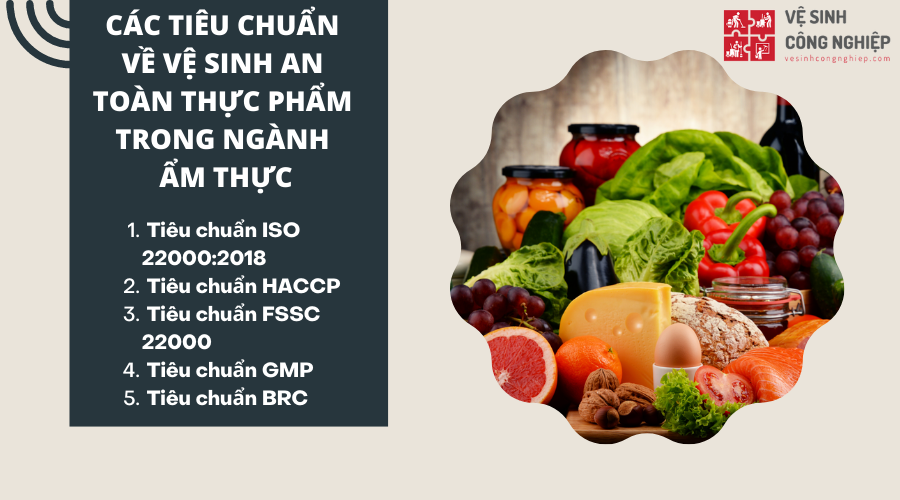 CÁC TIÊU CHUẨN
VỀ VỆ SINH AN
TOÀN THỰC PHẨM
TRONG NGÀNH
ẨM THỰC
1. Tiêu chuẩn ISO
22000:2018
2. Tiêu chuẩn HACCP
3. Tiêu chuẩn FSSC
22000
4. Tiêu chuẩn GMP
5. Tiêu chuẩn BRC
VỆ SINH
CÔNG NGHIỆP
vesinhcongnghiep.com